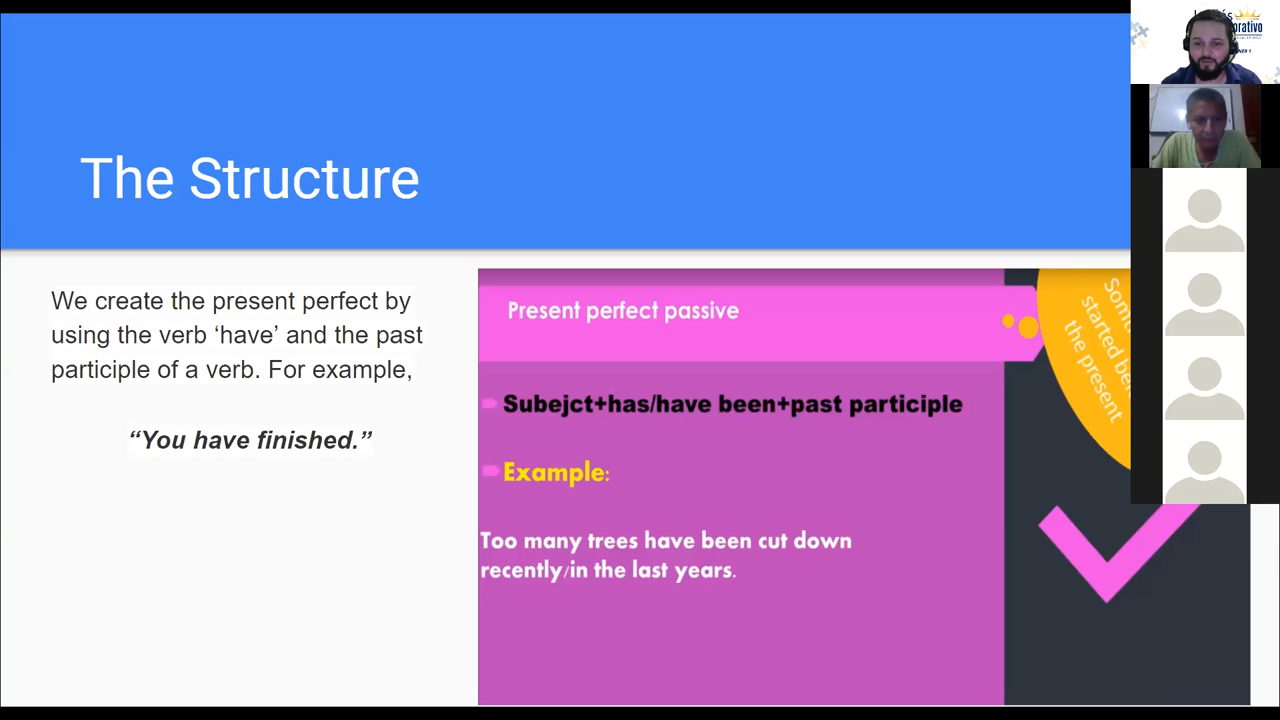 The Structure
We create the present perfect by
using the verb ‘have’ and the past
participle of a verb. For example,
“You have finished.”
Present perfect passive
Subejct+has/have been+past participle
Example:
Too many trees have been cut down
recently/in the last years.
started
the present